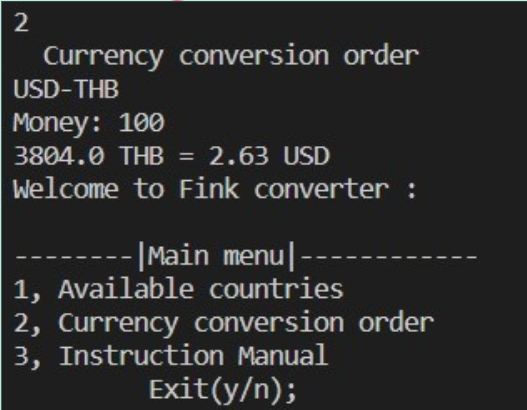 2
Currency conversion order
USD-THB
Money: 100
3804.0 THB = 2.63 USD
Welcome to Fink converter :
--------|Main menu|------------
1, Available countries
2, Currency conversion order
3, Instruction Manual
Exit(y/n);